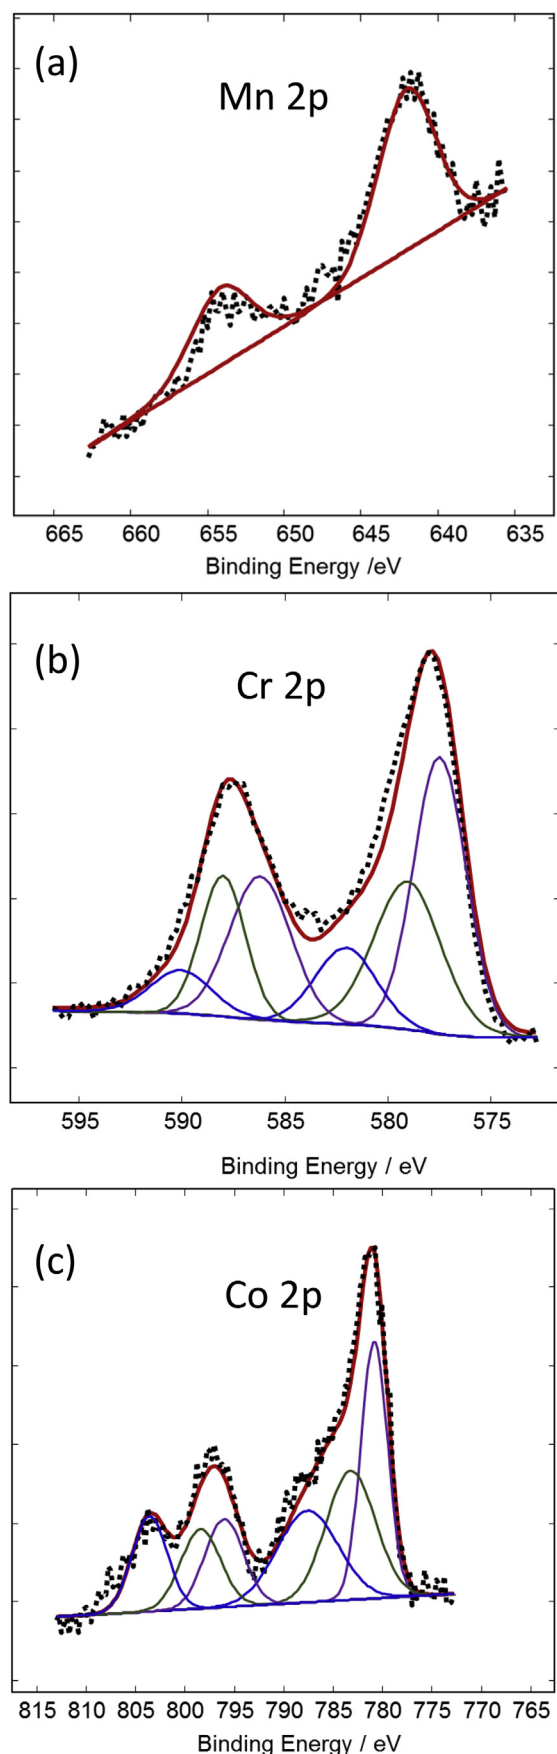 (a)
Mn 2p
665 660 655 650 645 640 635
Binding Energy /eV
(b)
Cr 2p
595 590 585 580 575
Binding Energy / eV
(c)
Co 2p
815 810 805 800 795 790 785 780 775 770 765
Binding Energy / eV